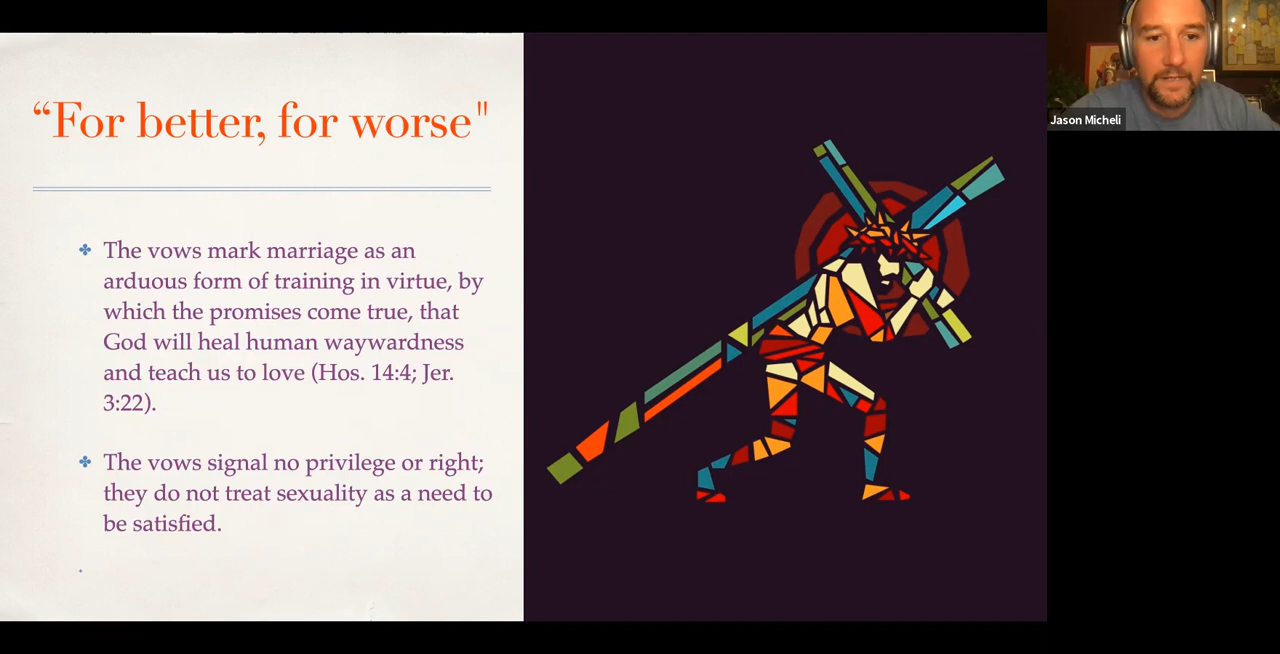 “For better, for worse"
The vows mark marriage as an
arduous form of training in virtue, by
which the promises come true, that
God will heal human waywardness
and teach us to love (Hos. 14:4; Jer.
3:22).
The vows signal no privilege or right;
they do not treat sexuality as a need to
be satisfied.
Jason Micheli